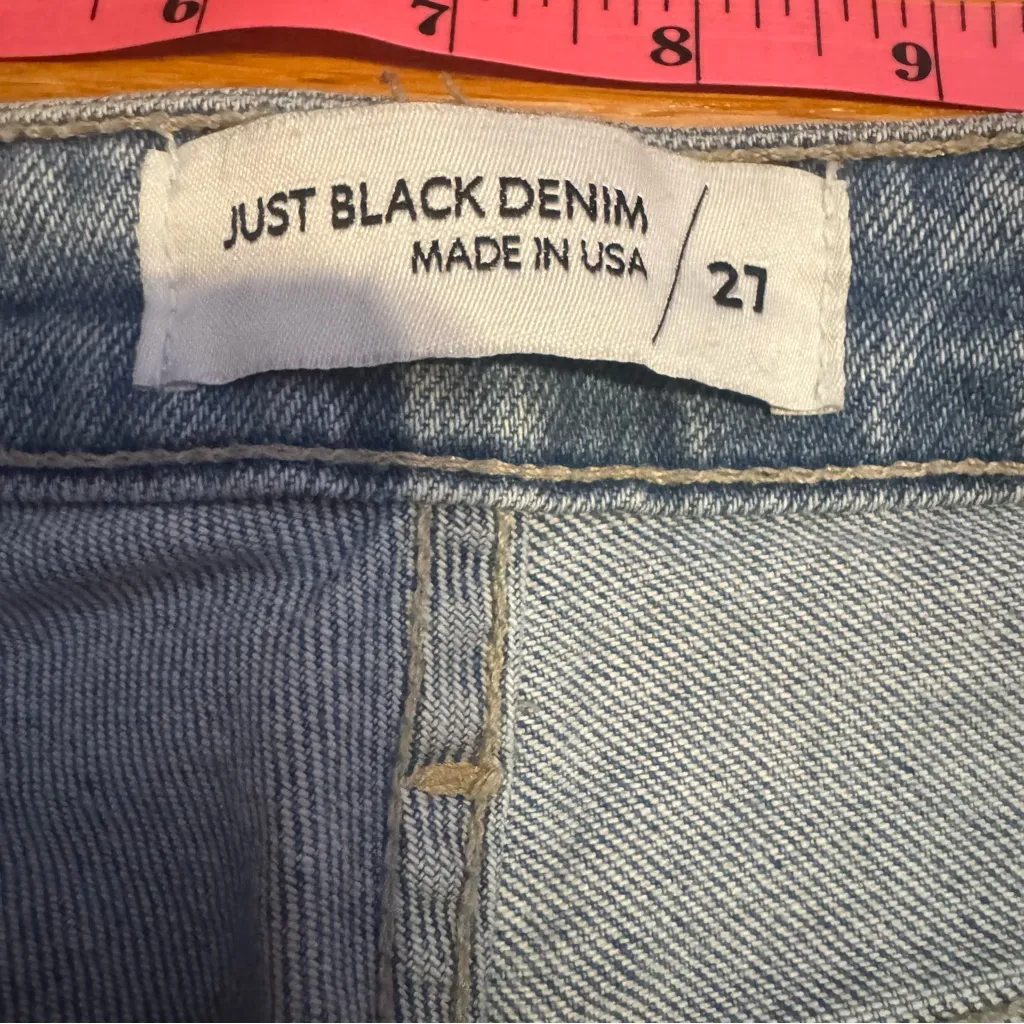 6 7 8 9
JUST BLACK DENIM
MADE IN USA / 27